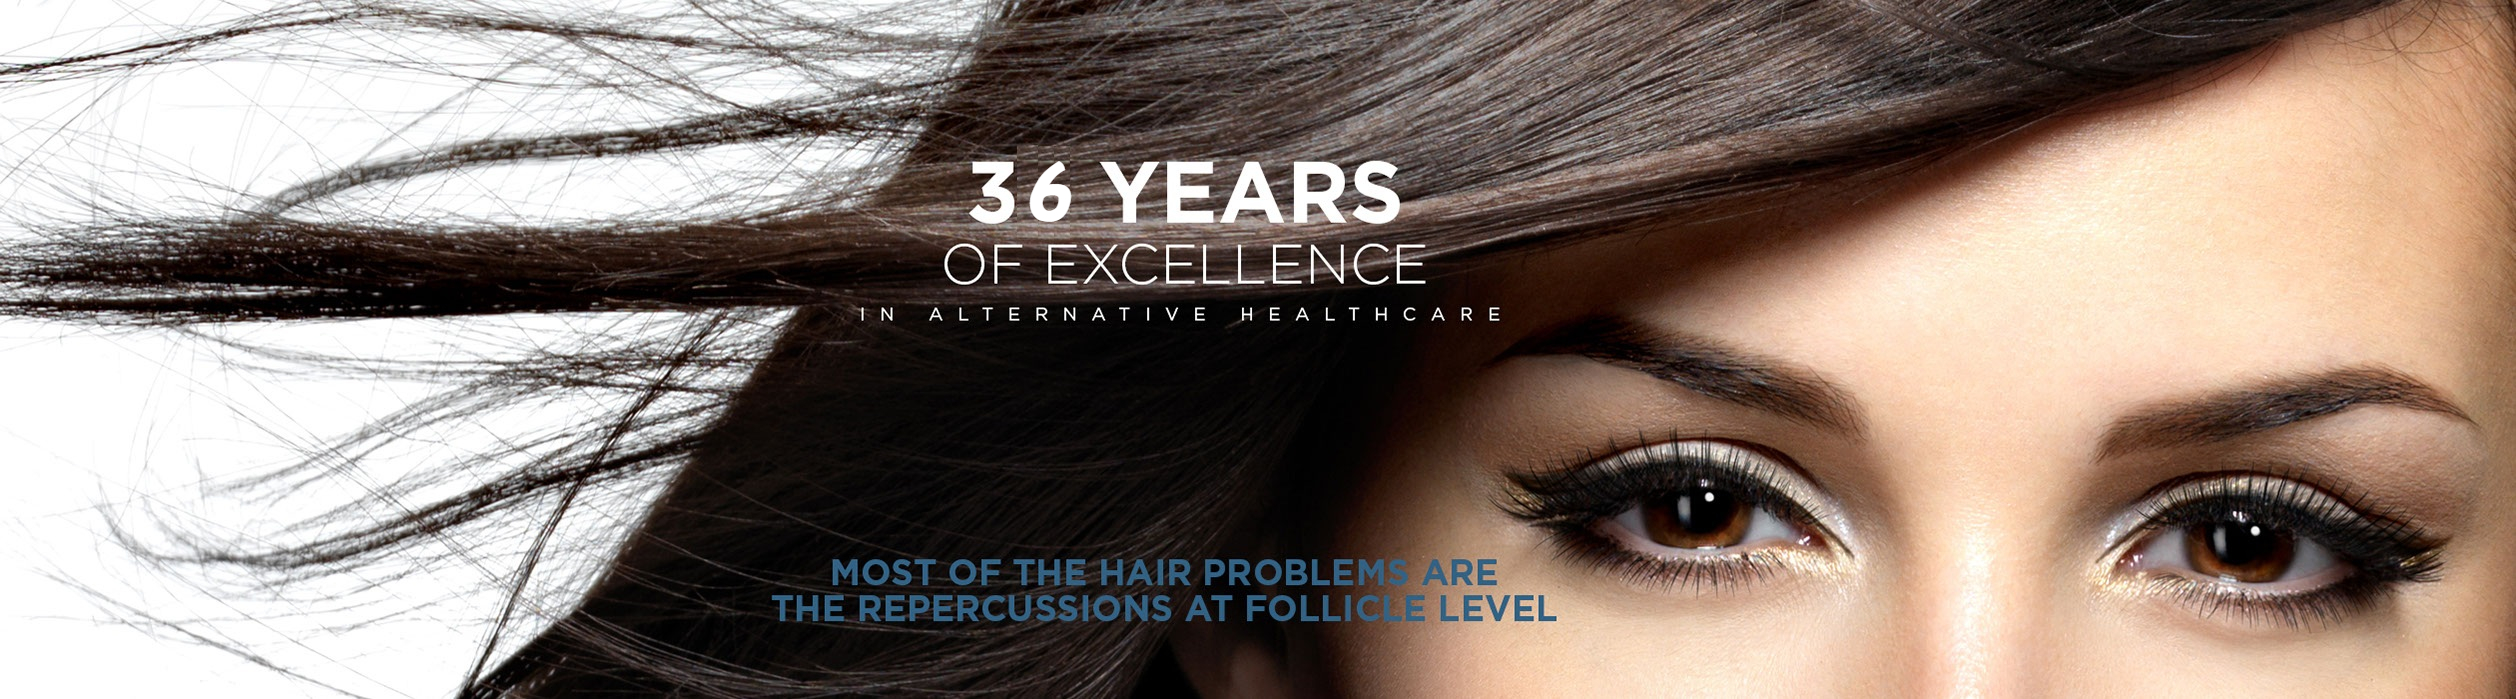 36 YEARS
OF EXCELLENCE
IN ALTERNATIVE HEALTHCARE
MOST OF THE HAIR PROBLEMS ARE
THE REPERCUSSIONS AT FOLLICLE LEVEL